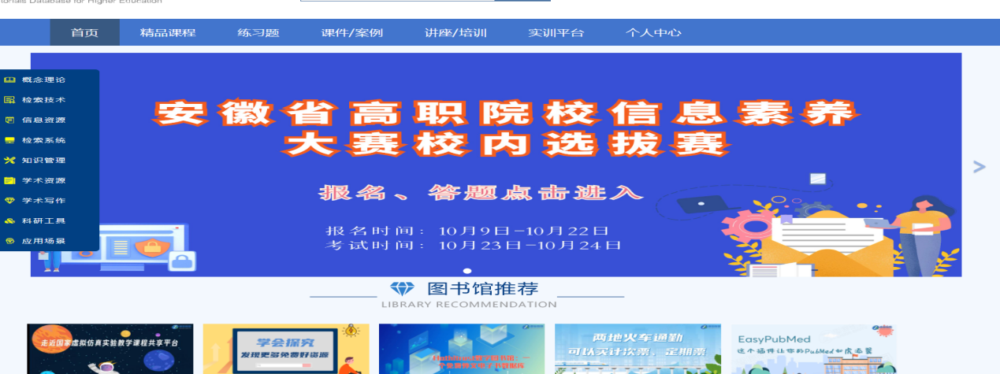 torials Database for Higher Education
首页 精品课程 练习题 课件/案例 讲座/培训 实训平台 个人中心
概念理论
检索技术
信息资源
检索系统
知识管理
学术资源
学术写作
科研工具
应用场景
安徽省高职院校信息素养
大赛校内选拔赛
报名、答题点击进入
报名时间：10月9日-10月22日
考试时间：10月23日-10月24日
>
图书馆推荐
LIBRARY RECOMMENDATION
走近国家虚拟仿真实验教学课程共享平台
学会探究
发现更多免费好资源
两地火车通勤
可以买计次票、定期票
EasyPubMed
这个插件让你的PubMed如虎添翼